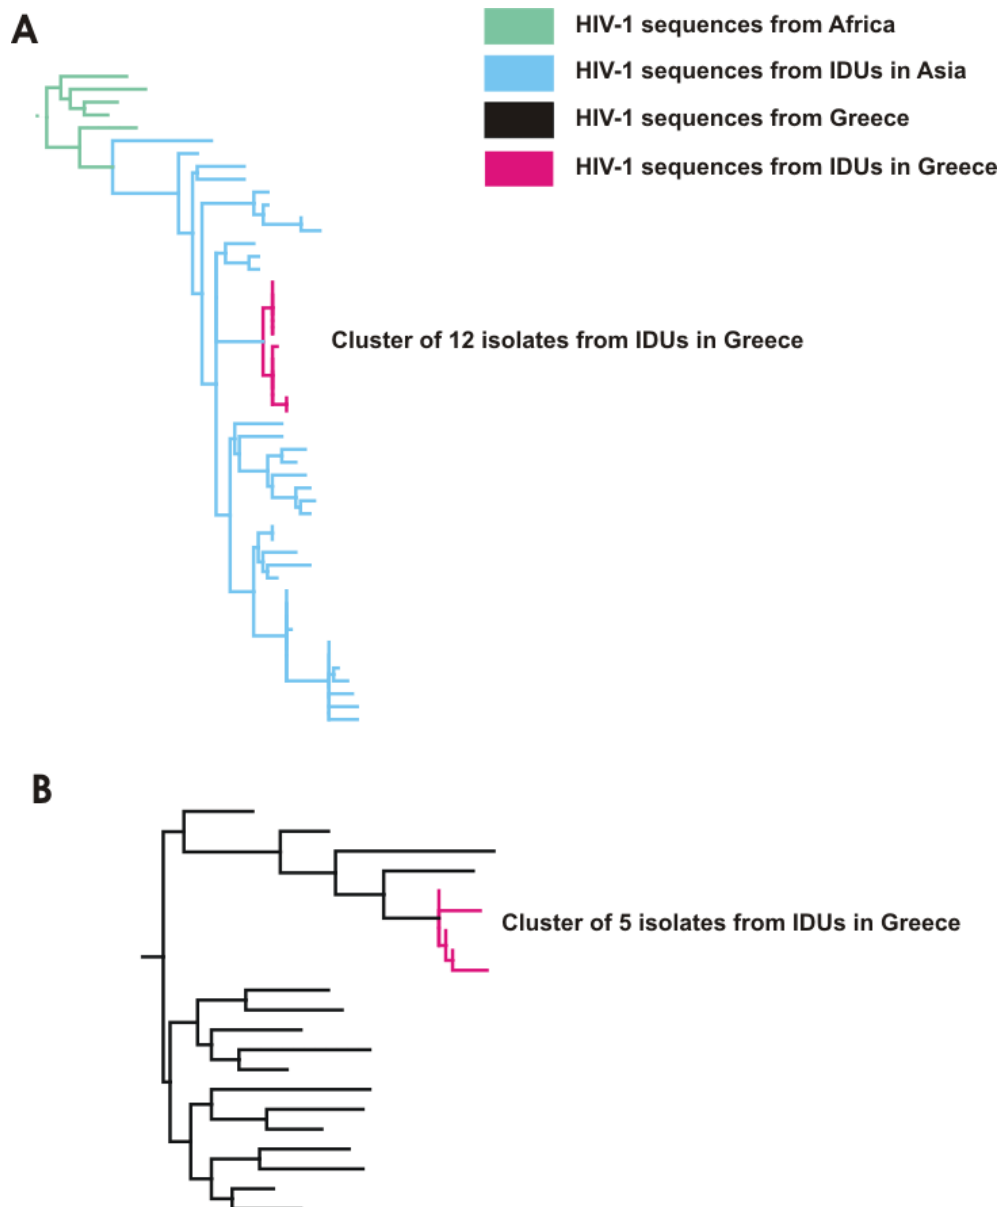 A
HIV-1 sequences from Africa
HIV-1 sequences from IDUs in Asia
HIV-1 sequences from Greece
HIV-1 sequences from IDUs in Greece
Cluster of 12 isolates from IDUs in Greece
B
Cluster of 5 isolates from IDUs in Greece